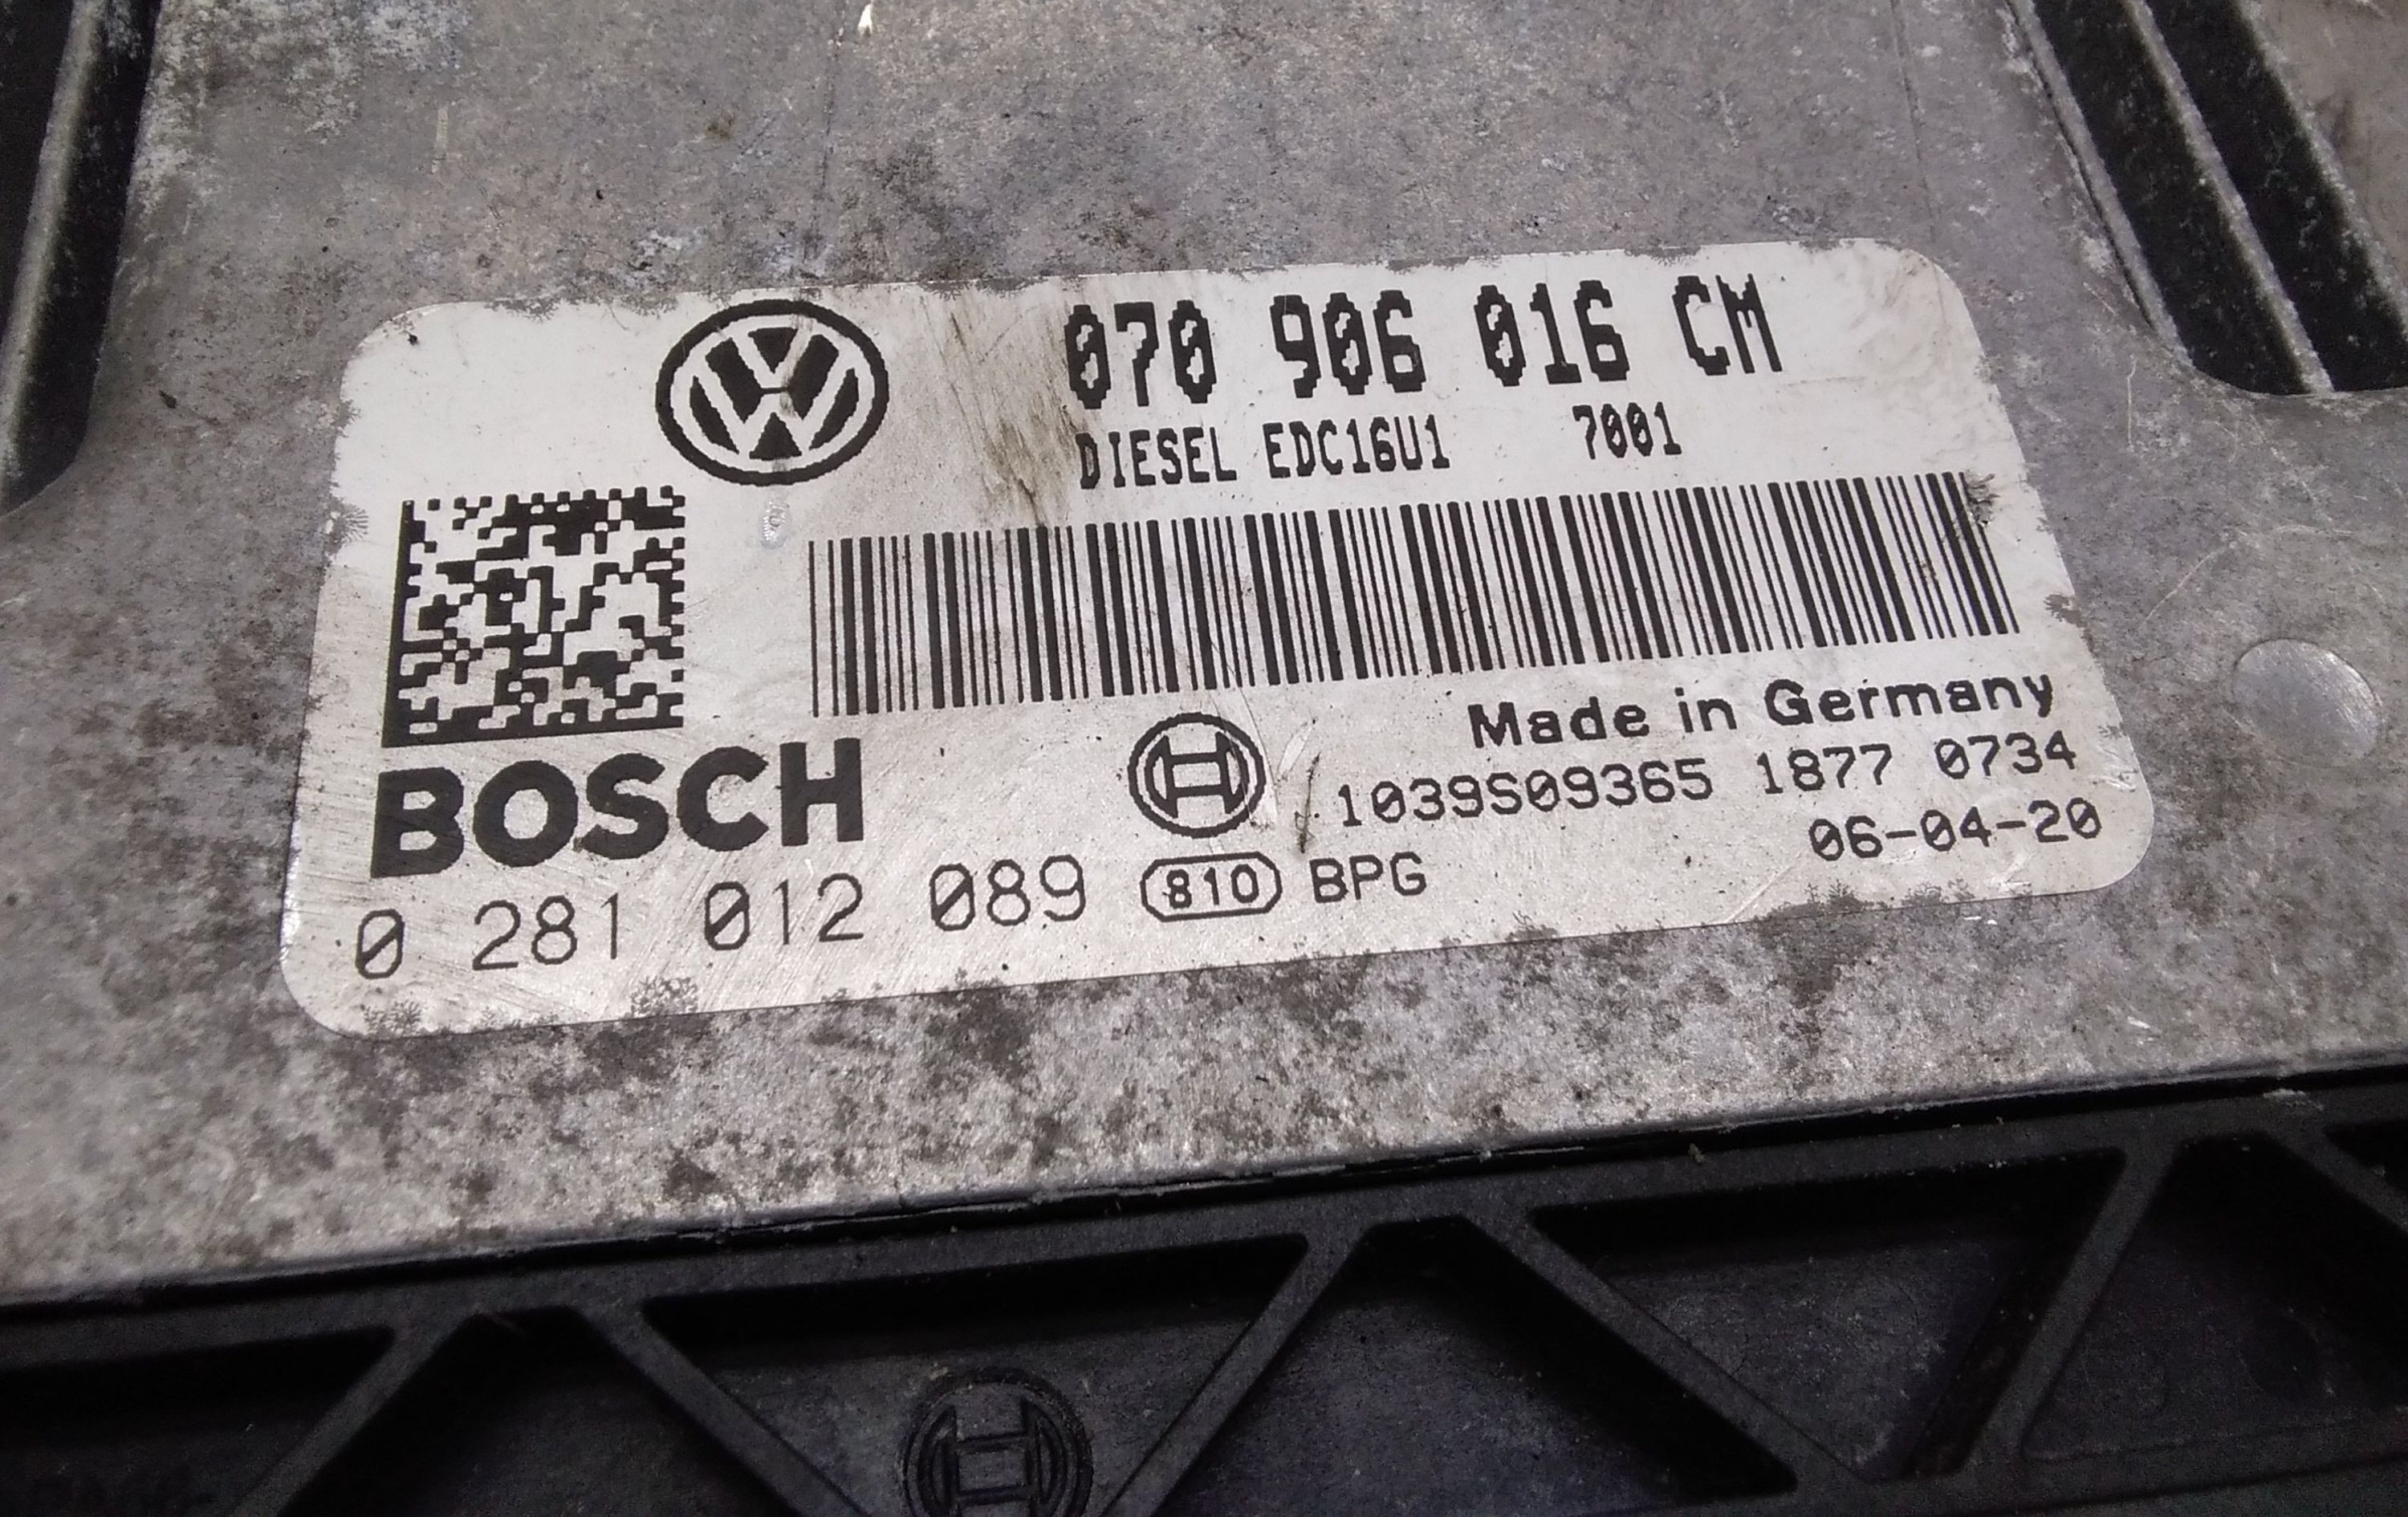 070 906 016 CM
DIESEL EDC16U1 7001
Made in Germany
BOSCH
1039S09365 1877 0734
06-04-20
0 281 012 089 810 BPG